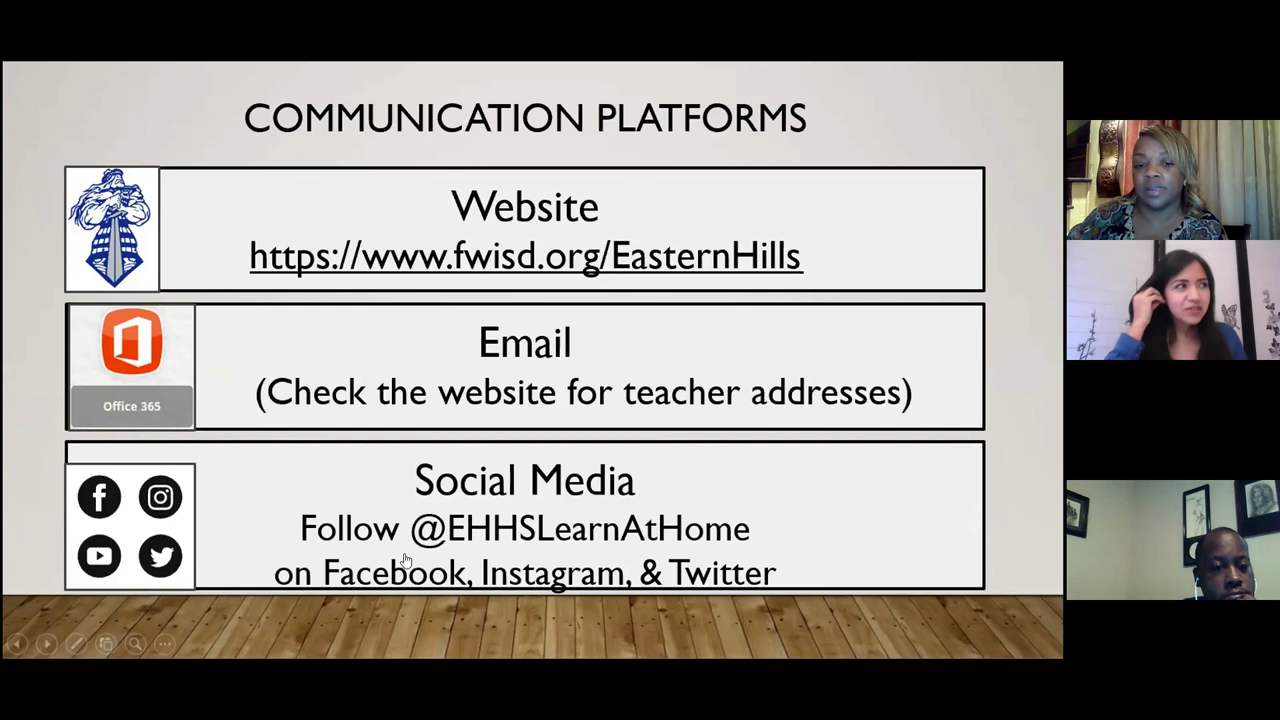 COMMUNICATION PLATFORMS
Website
https://www.fwisd.org/EasternHills
Office 365
Email
(Check the website for teacher addresses)
Social Media
Follow @EHHSLearnAtHome
on Facebook, Instagram, & Twitter